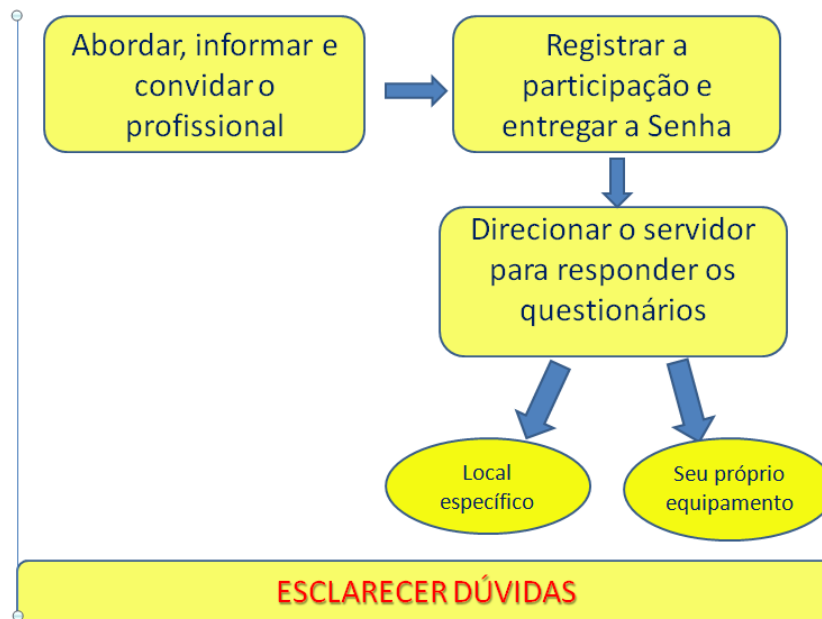 Abordar, informar e
convidar o
profissional
Registrar a
participação e
entregar a Senha
Direcionar o servidor
para responder os
questionários
Local
específico
Seu próprio
equipamento
ESCLARECER DÚVIDAS